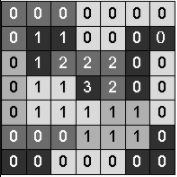 0 0 0 0 0 0 0
0 1 1 0 0 0 0
0 1 2 2 2 0 0
0 1 1 3 2 0 0
0 1 1 1 1 1 0
0 0 0 1 1 1 0
0 0 0 0 0 0 0